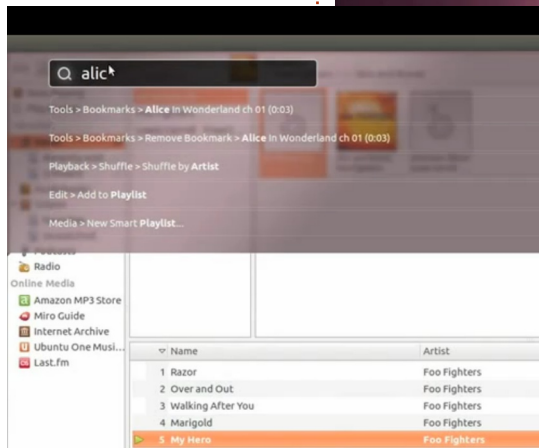 alic
Tools > Bookmarks > Alice In Wonderland ch 01 (0:03)
Tools > Bookmarks > Remove Bookmark > Alice In Wonderland ch 01 (0:03)
Playback > Shuffle > Shuffle by Artist
Edit > Add to Playlist
Media > New Smart Playlist...
Radio
Online Media
Amazon MP3 Store
Miro Guide
Internet Archive
Ubuntu One Musi...
Last.fm
Name Artist
1 Razor Foo Fighters
2 Over and Out Foo Fighters
3 Walking After You Foo Fighters
4 Marigold Foo Fighters
5 My Hero Foo Fighters